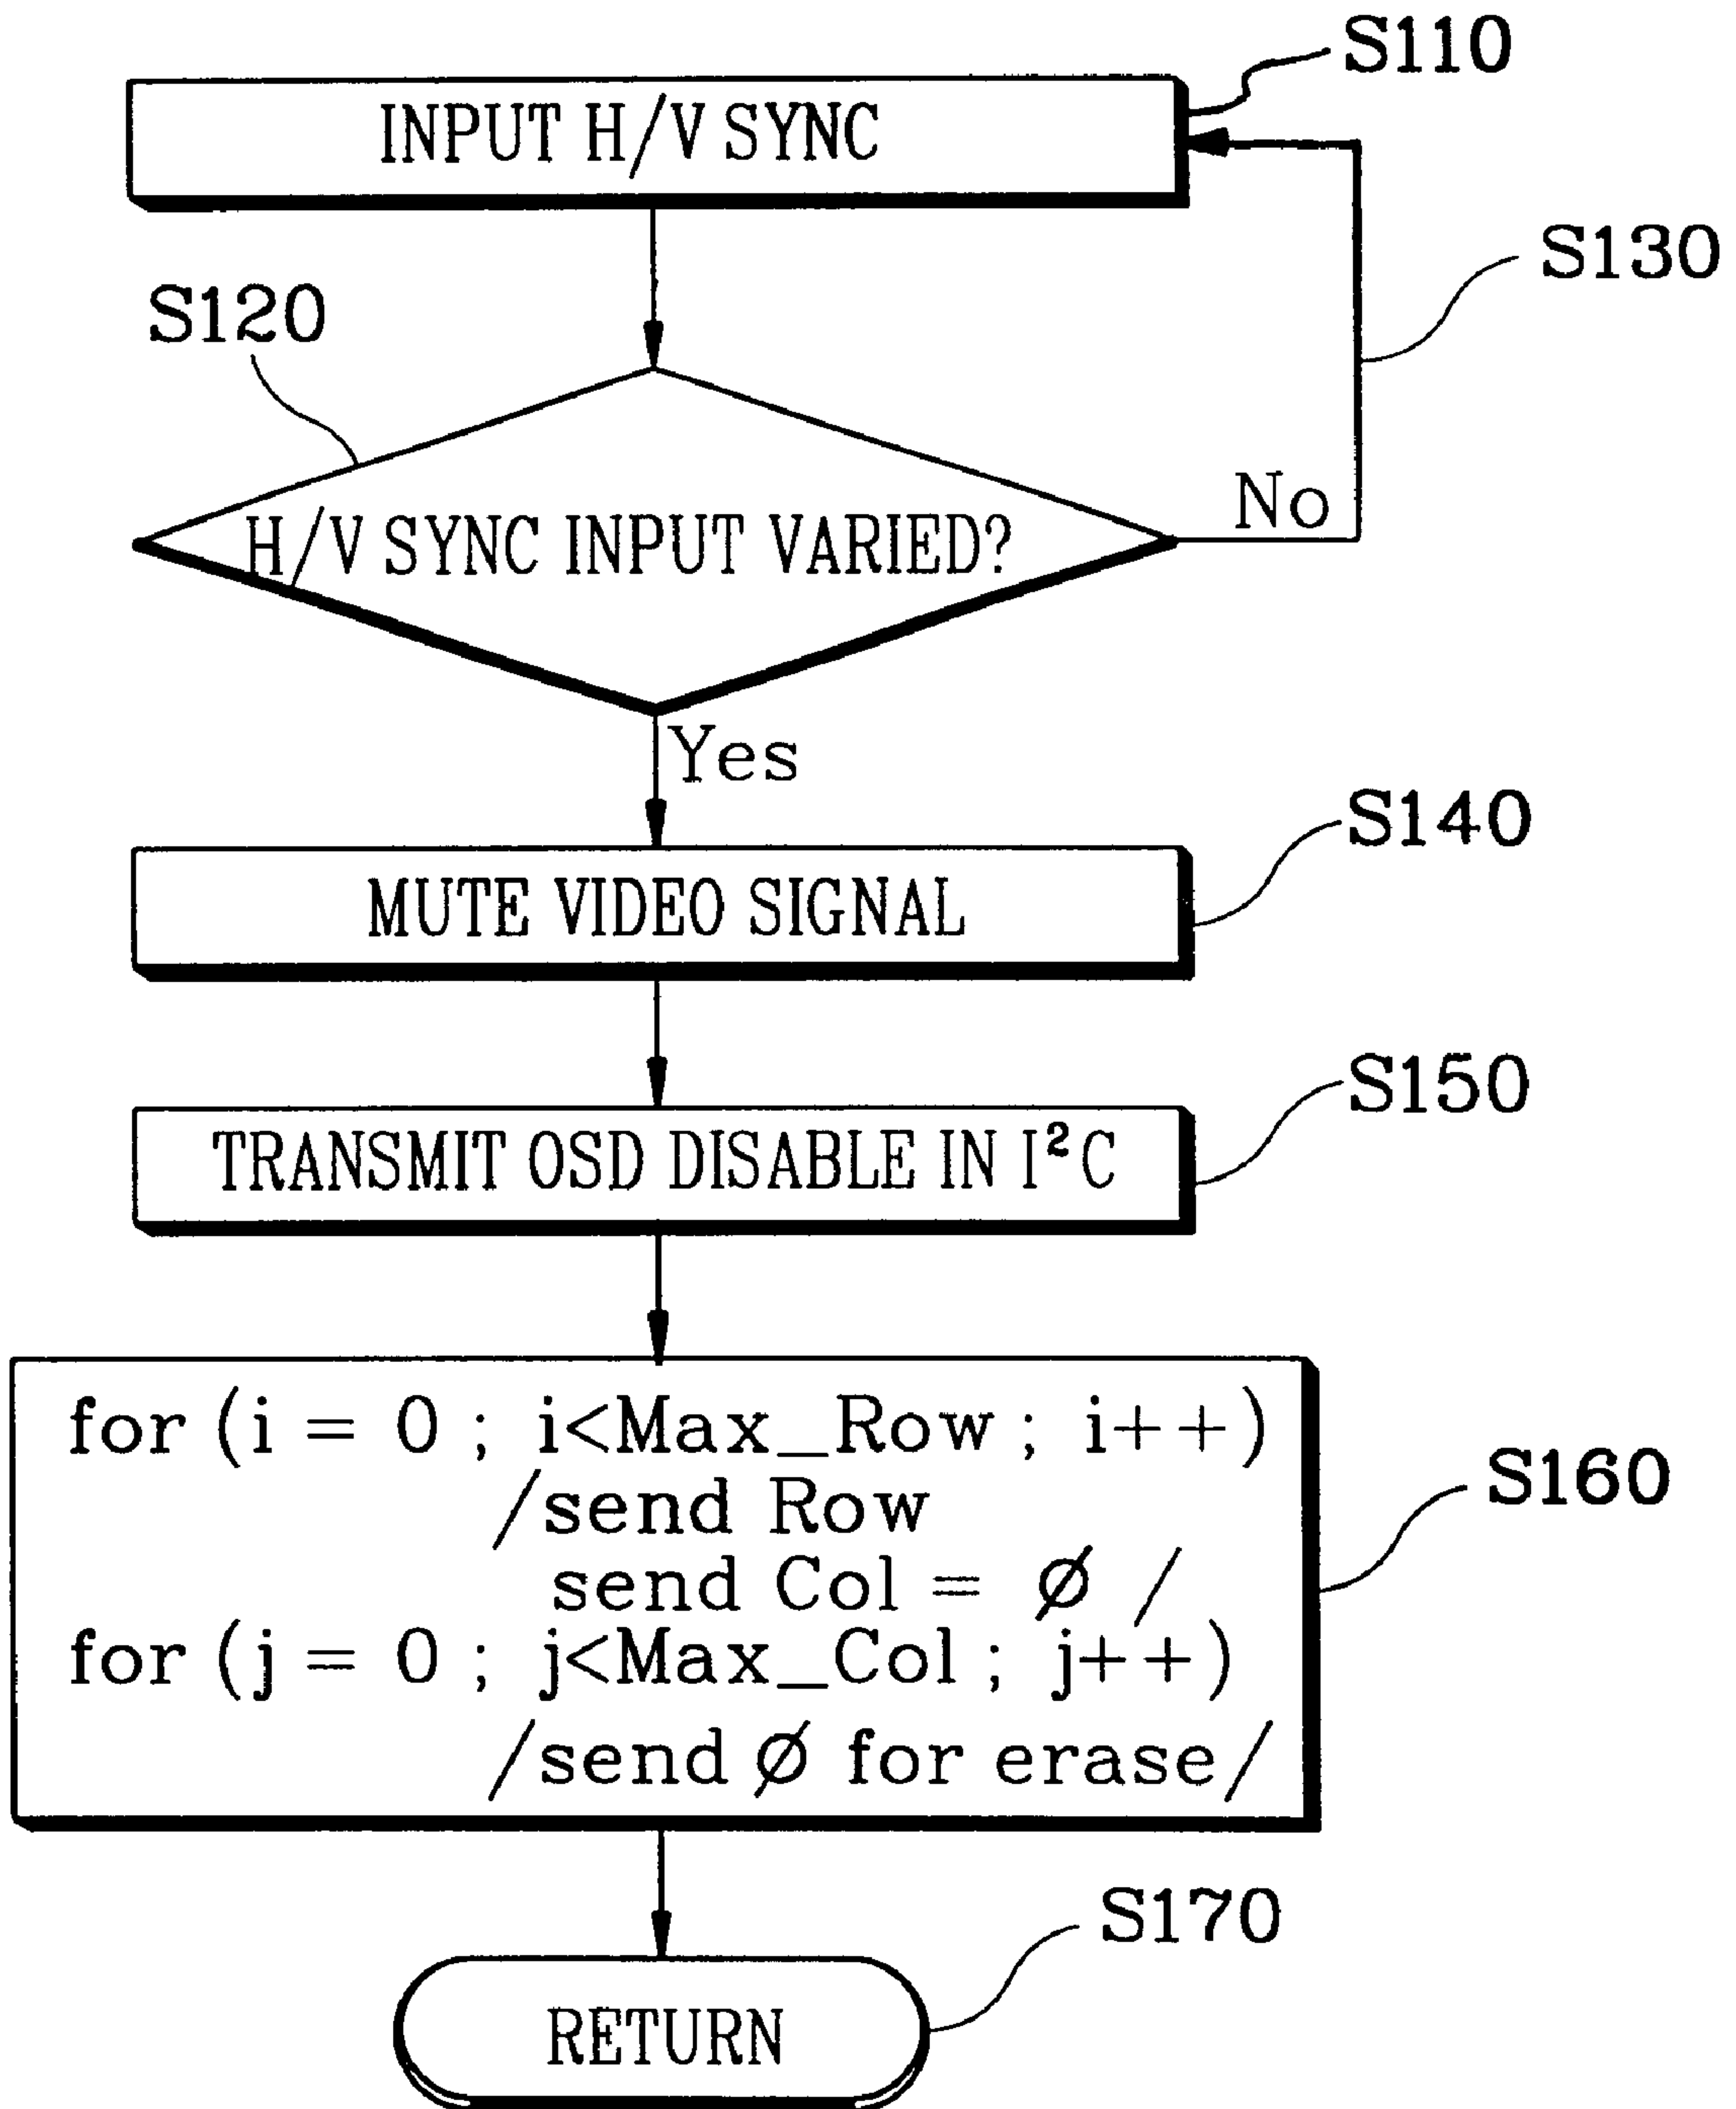 S110
INPUT H/V SYNC
S130
S120
H/V SYNC INPUT VARIED?
No
Yes
S140
MUTE VIDEO SIGNAL
S150
TRANSMIT OSD DISABLE IN I²C
for (i = 0 ; i<Max_Row ; i++)
/send Row
send Col = ∅ /
for (j = 0 ; j<Max_Col ; j++)
/send ∅ for erase/
S160
S170
RETURN